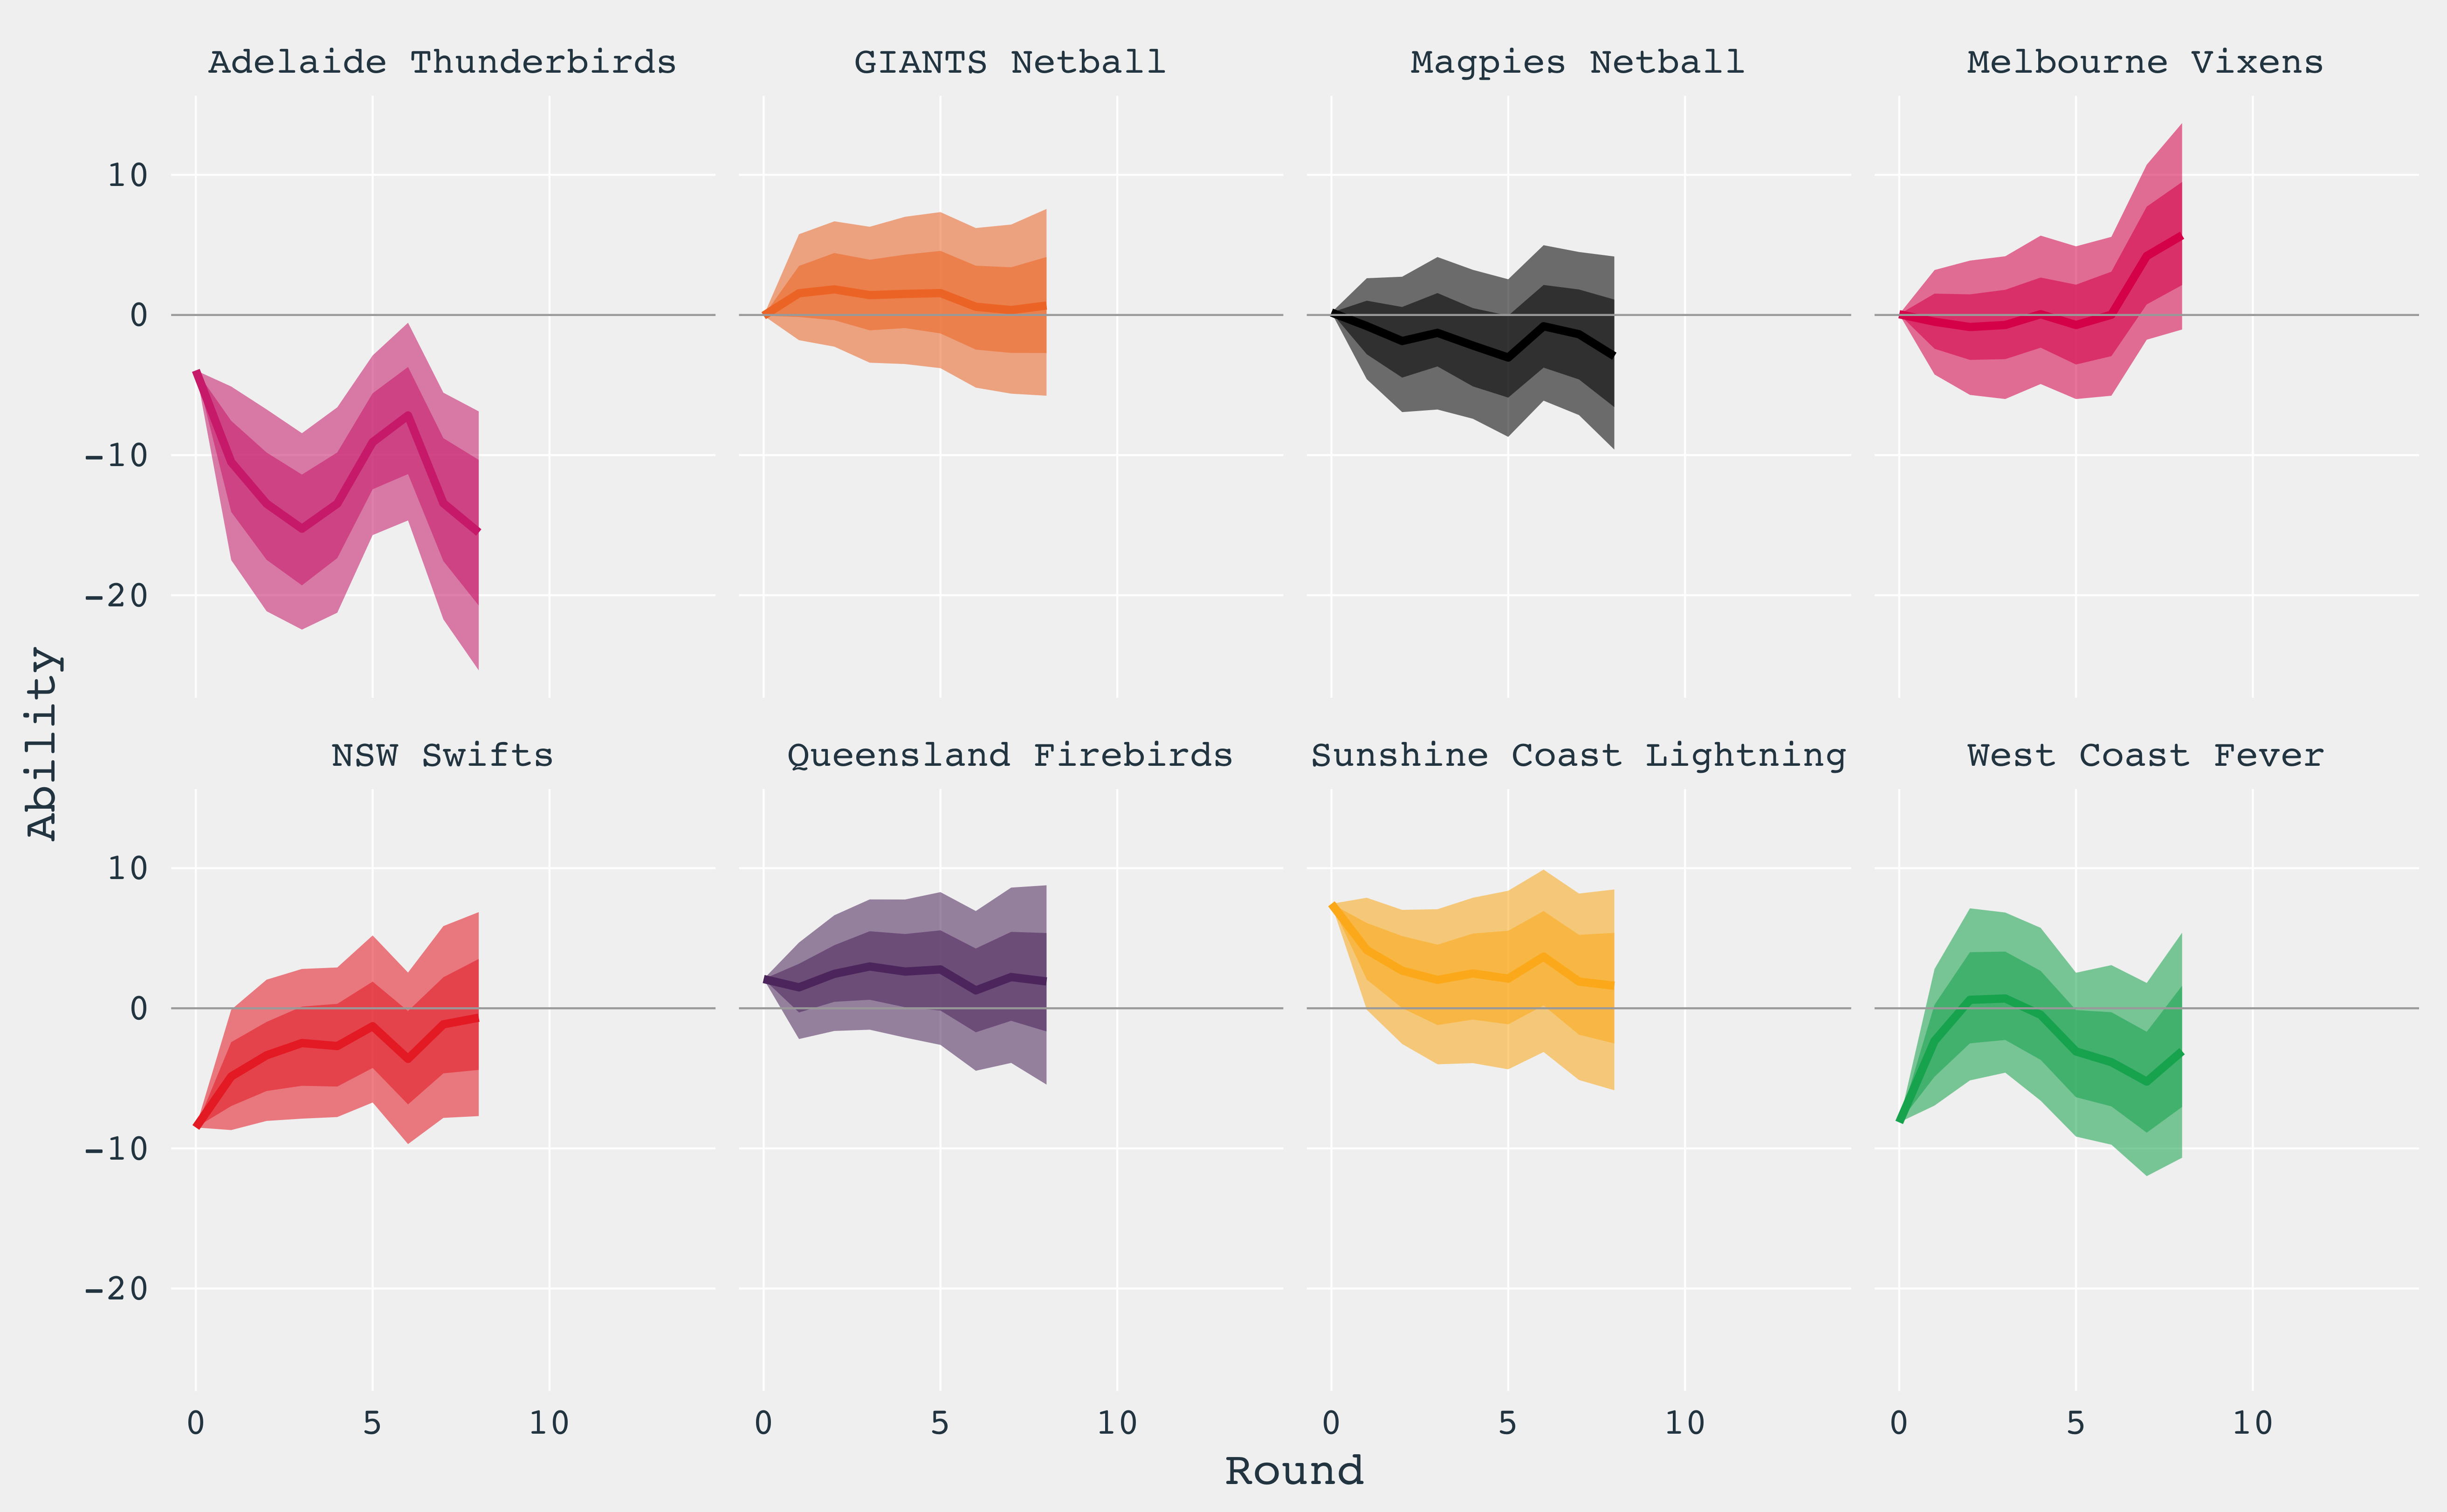 Adelaide Thunderbirds GIANTS Netball Magpies Netball Melbourne Vixens
10
0
-10
-20
Ability
NSW Swifts Queensland Firebirds Sunshine Coast Lightning West Coast Fever
10
0
-10
-20
0 5 10 0 5 10 0 5 10 0 5 10
Round